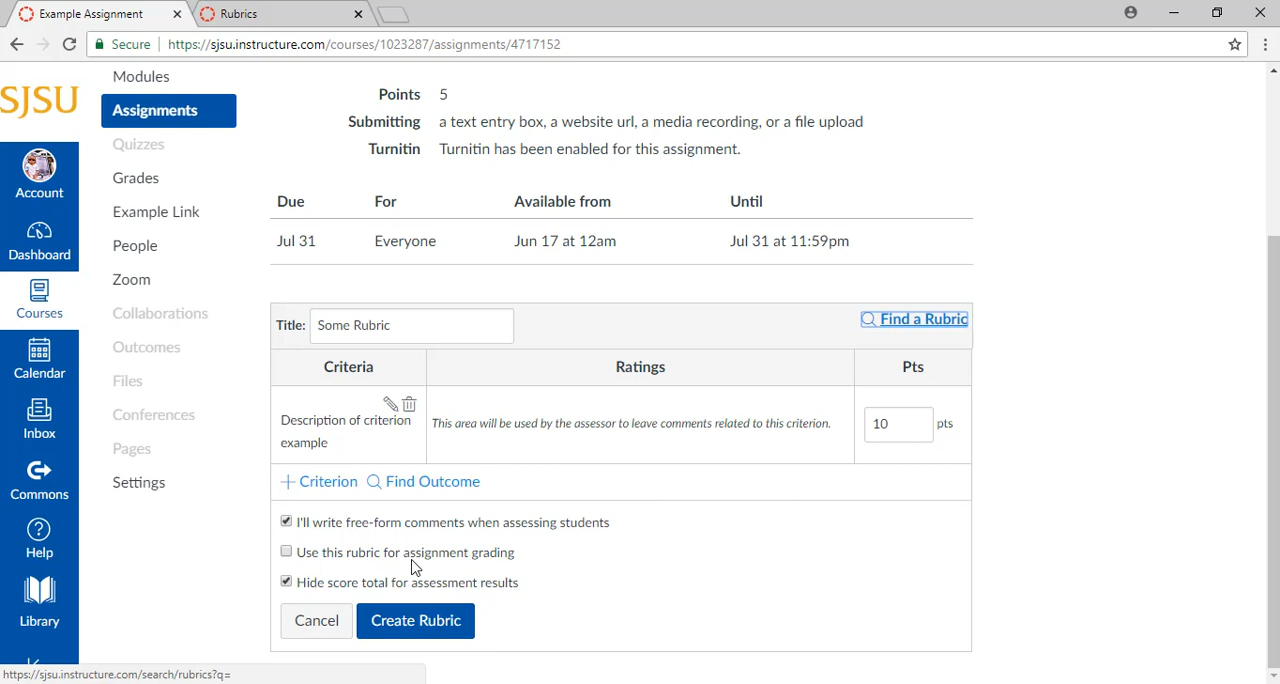 Example Assignment
Rubrics
Secure
https://sjsu.instructure.com/courses/1023287/assignments/4717152
SJSU
Account
Dashboard
Courses
Calendar
Inbox
Commons
Help
Library
Modules
Assignments
Quizzes
Grades
Example Link
People
Zoom
Collaborations
Outcomes
Files
Conferences
Pages
Settings
Points 5
Submitting a text entry box, a website url, a media recording, or a file upload
Turnitin Turnitin has been enabled for this assignment.
Due For Available from Until
Jul 31 Everyone Jun 17 at 12am Jul 31 at 11:59pm
Title: Some Rubric Find a Rubric
Criteria Ratings Pts
Description of criterion
example
This area will be used by the assessor to leave comments related to this criterion.
10 pts
Criterion Find Outcome
I'll write free-form comments when assessing students
Use this rubric for assignment grading
Hide score total for assessment results
Cancel Create Rubric
https://sjsu.instructure.com/search/rubrics?q=